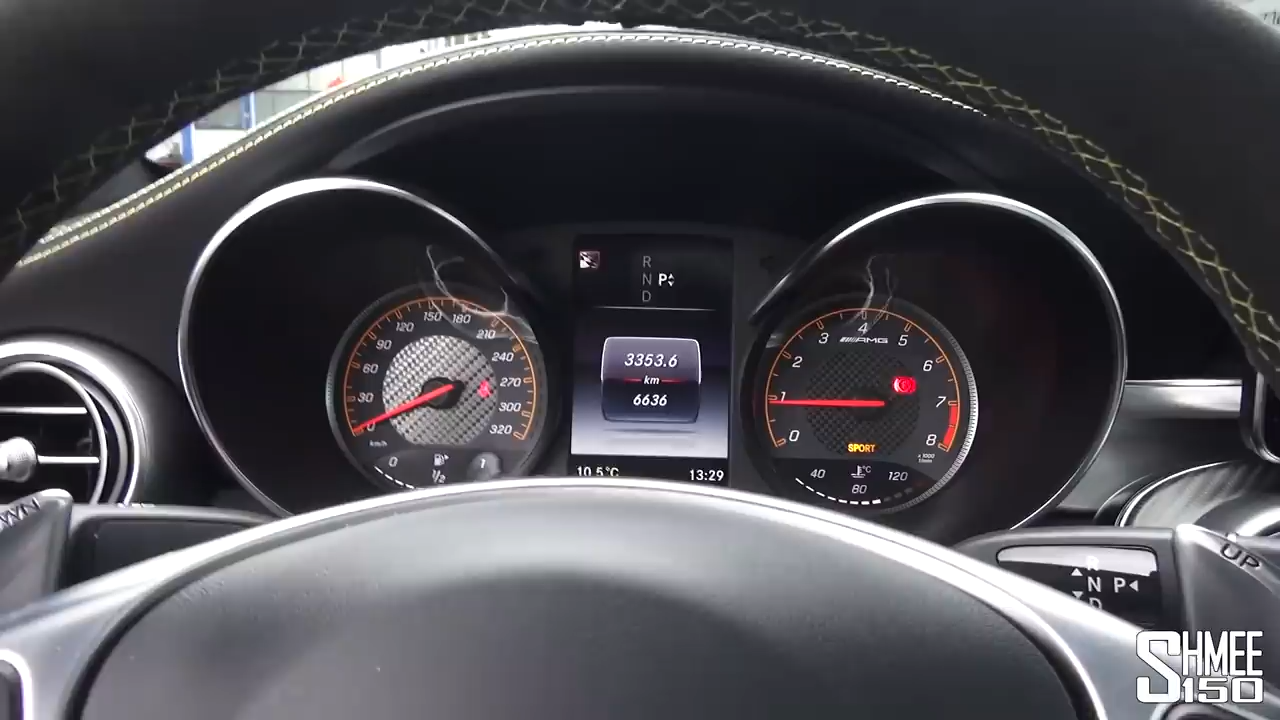 R
N P
D
30
60
90
120
150
180
210
240
270
300
320
0
km/h
0
1/2
1
3353.6
km
6636
10.5°C
13:29
0
1
2
3
4
5
6
7
8
AMG
SPORT
x 1000
1/min
40
80
°C
120
WN
UP
R
N P
D
SHMEE
150